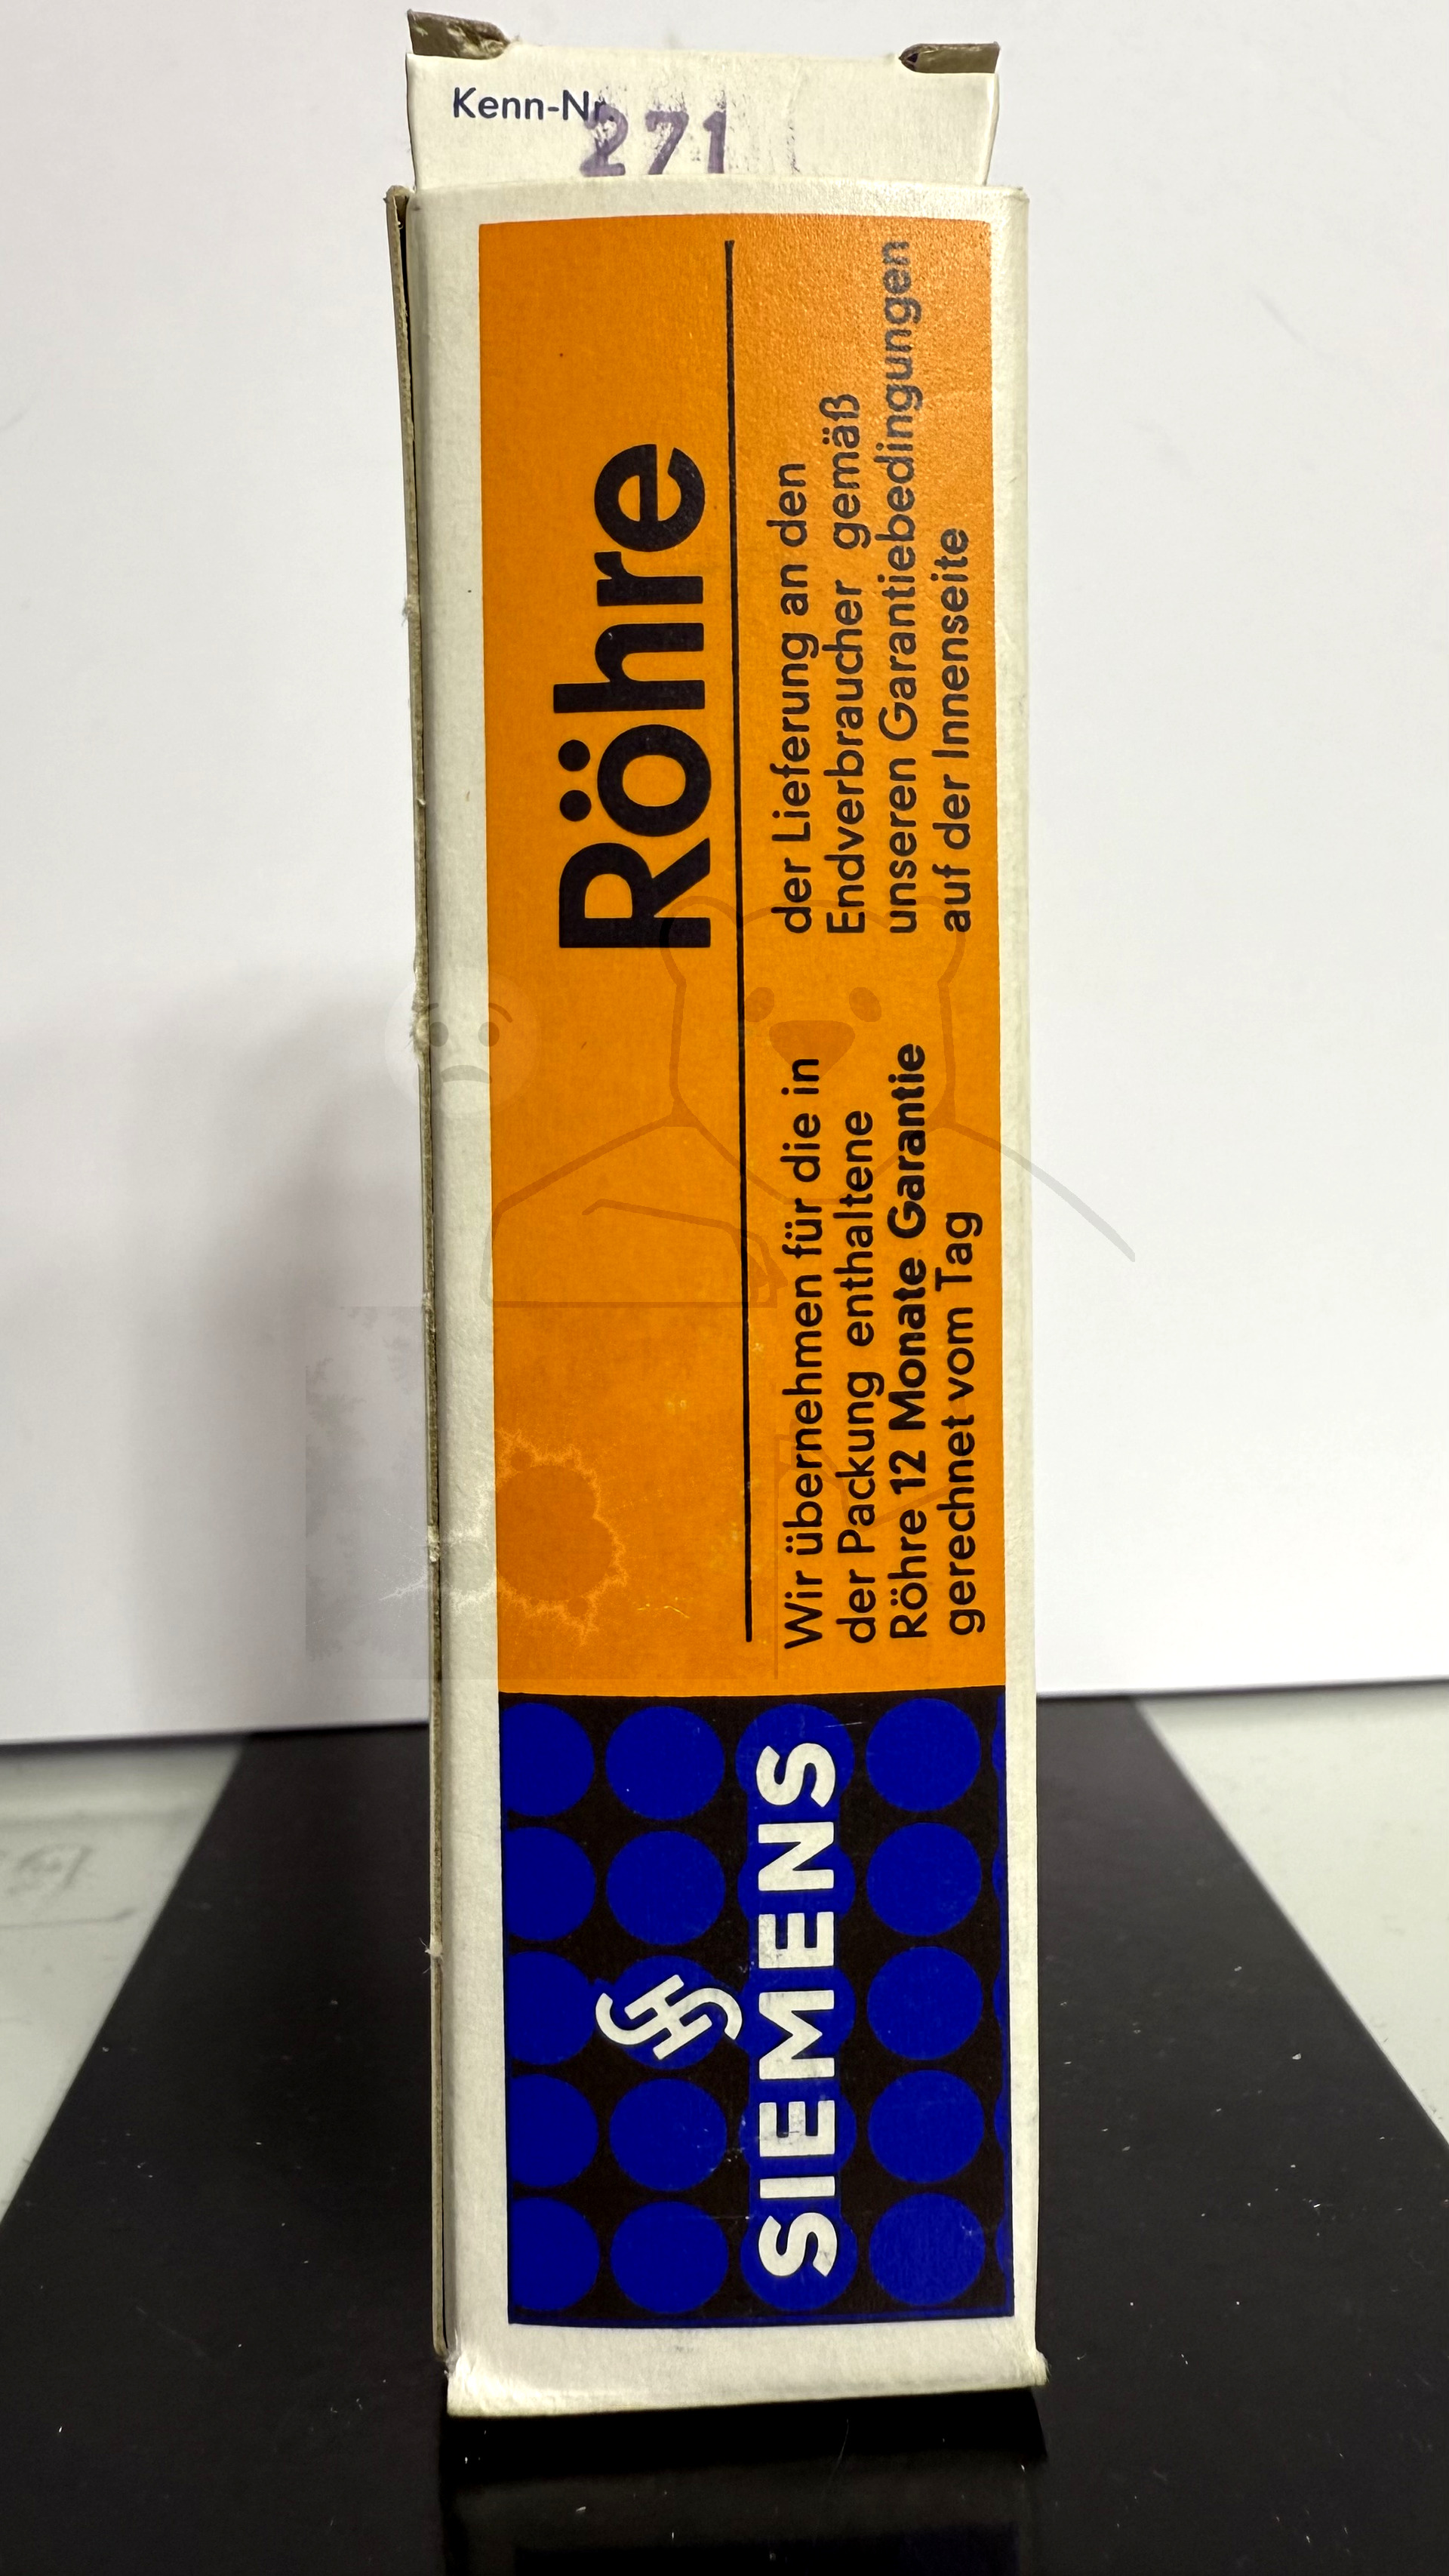 Kenn-Nr.
271
Röhre
Wir übernehmen für die in
der Packung enthaltene
Röhre 12 Monate Garantie
gerechnet vom Tag
der Lieferung an den
Endverbraucher gemäß
unseren Garantiebedingungen
auf der Innenseite
SIEMENS